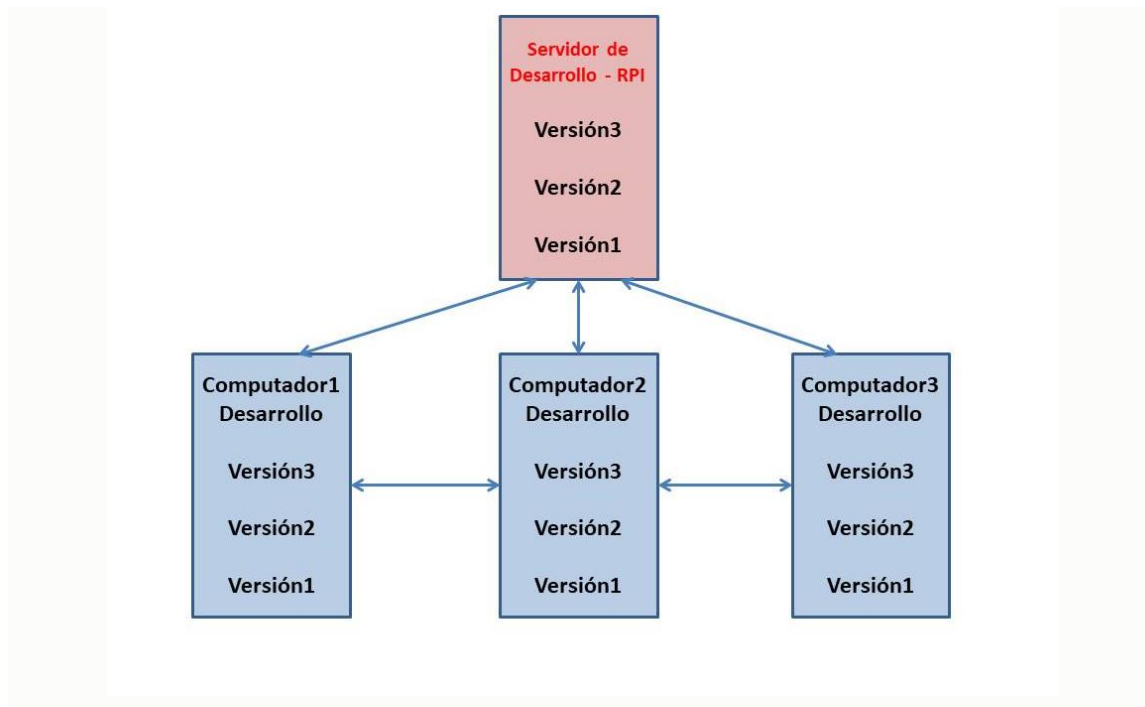 Servidor de
Desarrollo - RPI
Versión3
Versión2
Versión1
Computador1
Desarrollo
Versión3
Versión2
Versión1
Computador2
Desarrollo
Versión3
Versión2
Versión1
Computador3
Desarrollo
Versión3
Versión2
Versión1